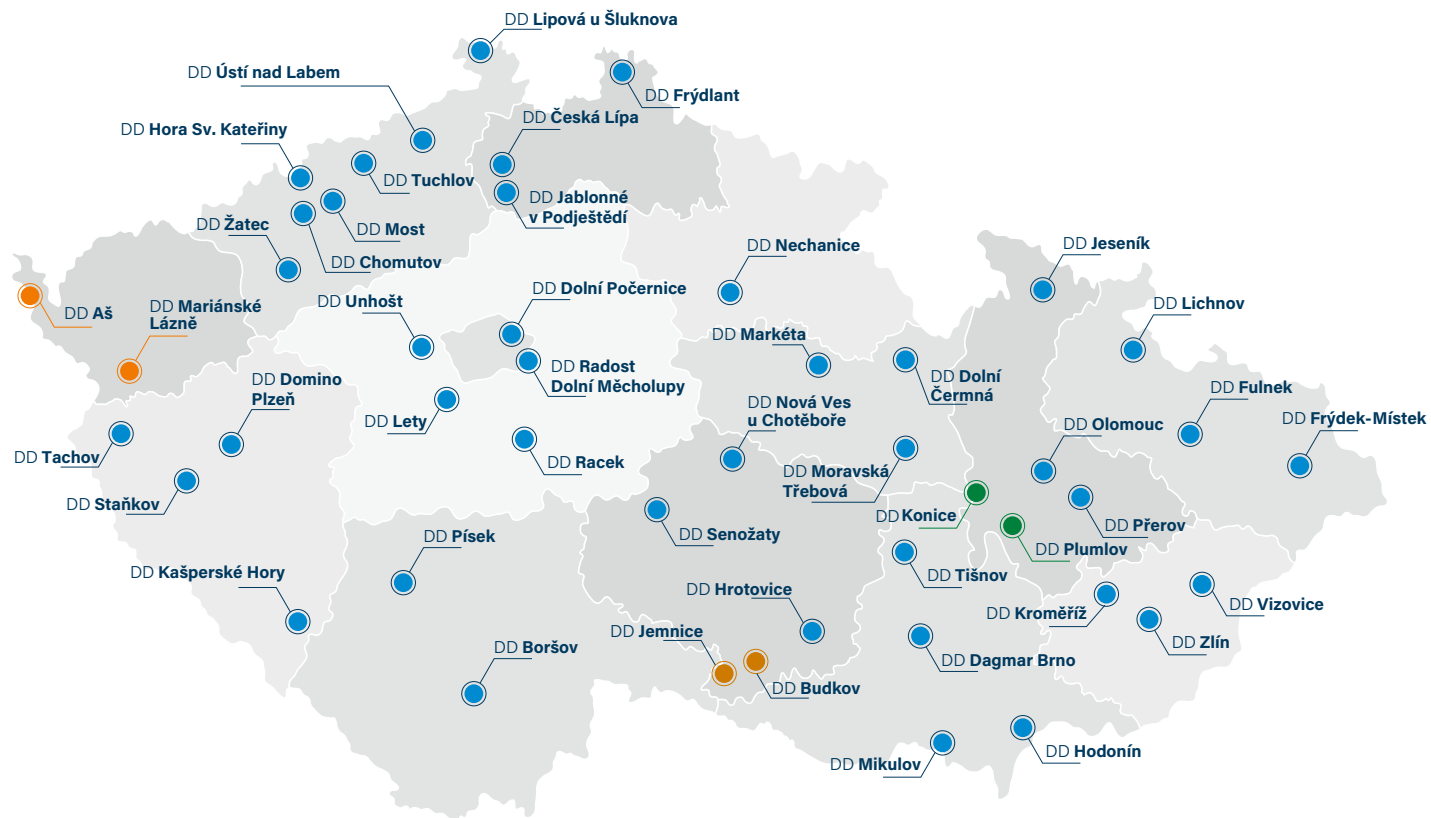 DD Lipová u Šluknova
DD Ústí nad Labem
DD Frýdlant
DD Česká Lípa
DD Hora Sv. Kateřiny
DD Tuchlov
DD Jablonné
v Podještědí
DD Žatec
DD Most
DD Chomutov
DD Nechanice
DD Jeseník
DD Unhošt
DD Dolní Počernice
DD Lichnov
DD Aš
DD Mariánské
Lázně
DD Markéta
DD Radost
Dolní Měcholupy
DD Domino
Plzeň
DD Dolní
Čermná
DD Fulnek
DD Nová Ves
u Chotěboře
DD Lety
DD Frýdek-Místek
DD Olomouc
DD Tachov
DD Racek
DD Moravská
Třebová
DD Staňkov
DD Konice
DD Přerov
DD Písek
DD Senožaty
DD Plumlov
DD Kašperské Hory
DD Tišnov
DD Hrotovice
DD Kroměříž
DD Vizovice
DD Jemnice
DD Zlín
DD Boršov
DD Dagmar Brno
DD Budkov
DD Hodonín
DD Mikulov